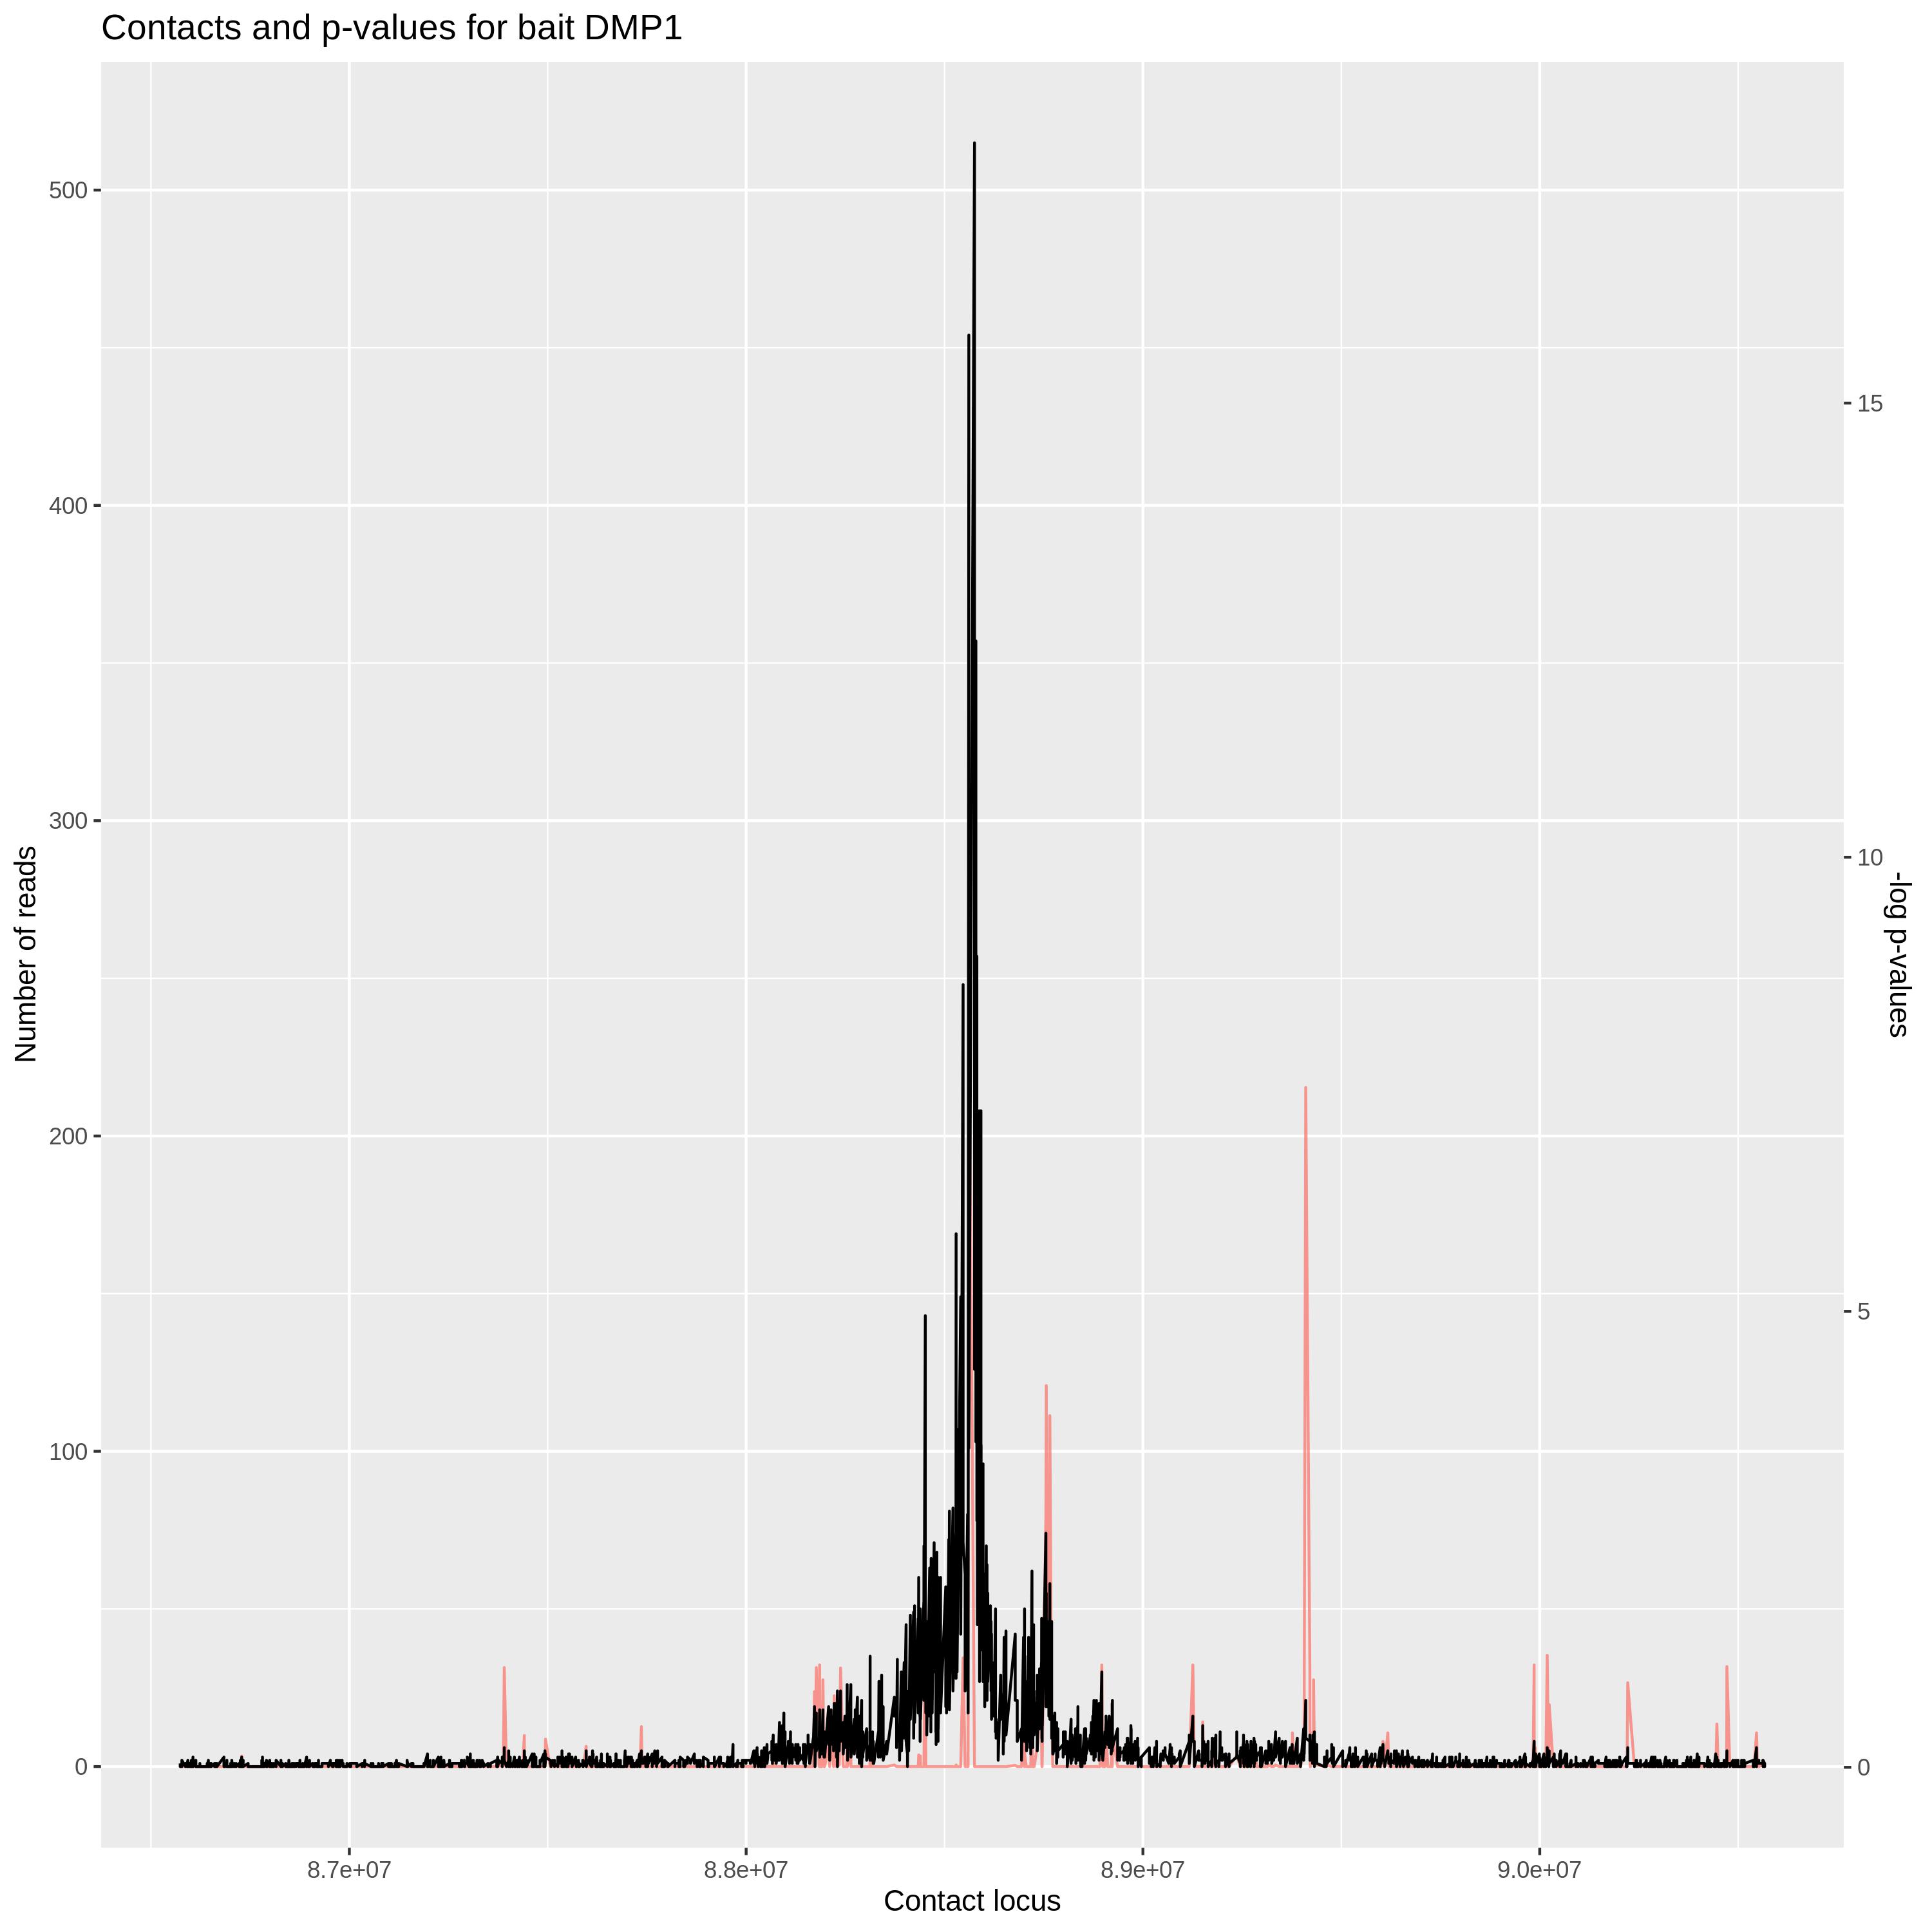 Contacts and p-values for bait DMP1
500
400
300
200
100
0
Number of reads
15
10
5
0
-log p-values
8.7e+07
8.8e+07
8.9e+07
9.0e+07
Contact locus